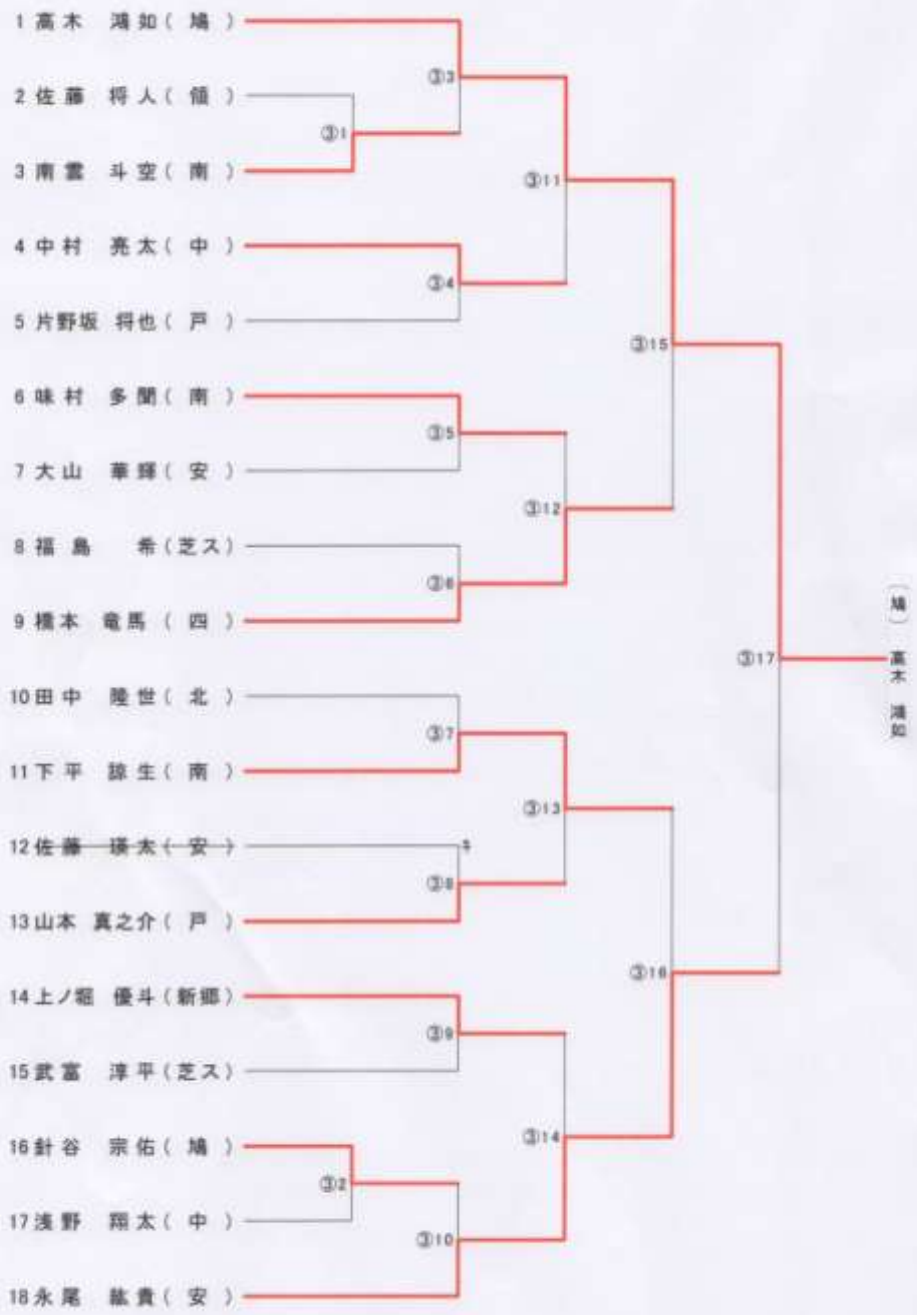 1 高木 鴻如 ( 鳩 )
③3
2 佐藤 将人 ( 領 )
③1
3 南雲 斗空 ( 南 )
③11
4 中村 亮太 ( 中 )
③4
5 片野坂 将也 ( 戸 )
③15
6 味村 多聞 ( 南 )
③5
7 大山 華輝 ( 安 )
③12
8 福島 希 (芝ス)
③6
9 橋本 竜馬 ( 四 )
③17
(鳩) 高木 鴻如
10 田中 隆世 ( 北 )
③7
11 下平 諒生 ( 南 )
③13
12 佐藤 瑛太 ( 安 )
③8
13 山本 真之介 ( 戸 )
③16
14 上ノ堀 優斗 (新郷)
③9
15 武富 淳平 (芝ス)
③14
16 針谷 宗佑 ( 鳩 )
③2
17 浅野 翔太 ( 中 )
③10
18 永尾 紘貴 ( 安 )